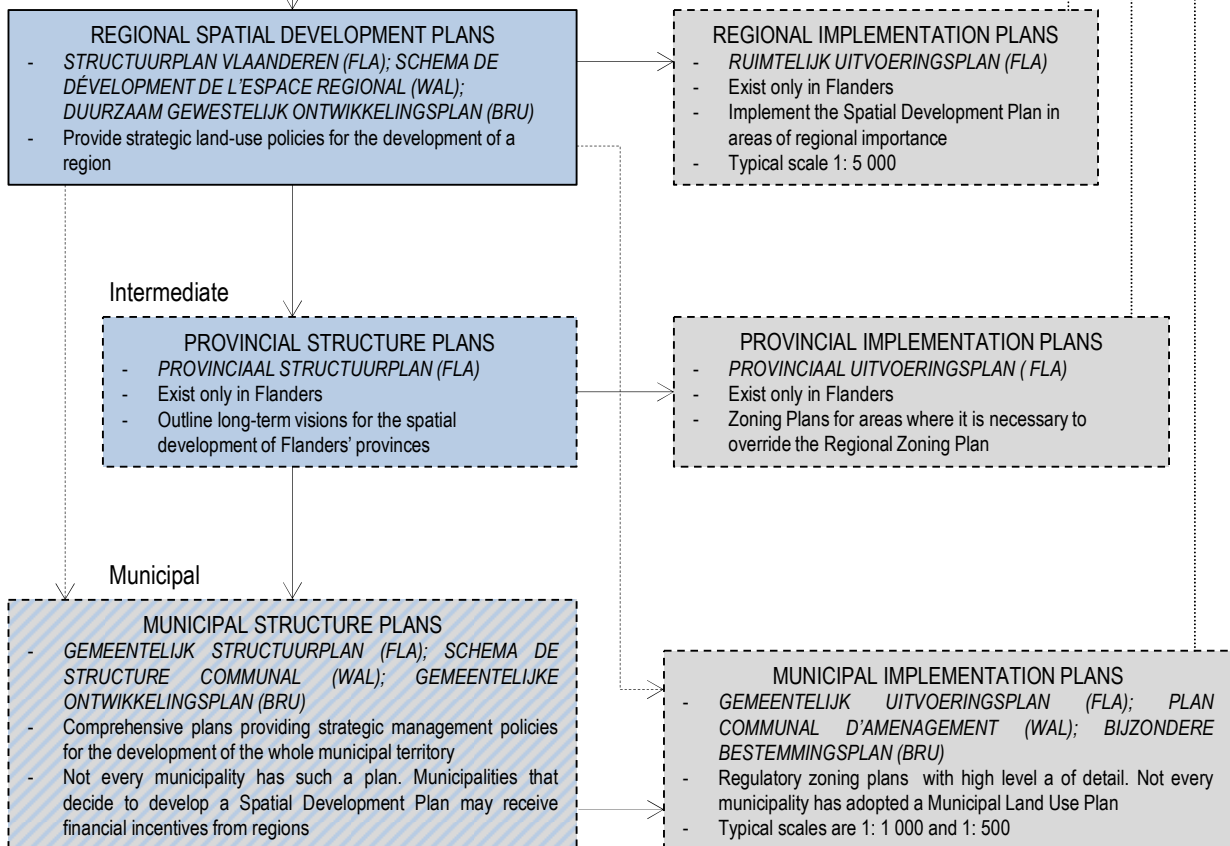 REGIONAL SPATIAL DEVELOPMENT PLANS
- STRUCTUURPLAN VLAANDEREN (FLA); SCHEMA DE
DÉVELOPMENT DE L'ESPACE REGIONAL (WAL);
DUURZAAM GEWESTELIJK ONTWIKKELINGSPLAN (BRU)
- Provide strategic land-use policies for the development of a
region
REGIONAL IMPLEMENTATION PLANS
- RUIMTELIJK UITVOERINGSPLAN (FLA)
- Exist only in Flanders
- Implement the Spatial Development Plan in
areas of regional importance
- Typical scale 1: 5 000
Intermediate
PROVINCIAL STRUCTURE PLANS
- PROVINCIAAL STRUCTUURPLAN (FLA)
- Exist only in Flanders
- Outline long-term visions for the spatial
development of Flanders' provinces
PROVINCIAL IMPLEMENTATION PLANS
- PROVINCIAAL UITVOERINGSPLAN ( FLA)
- Exist only in Flanders
- Zoning Plans for areas where it is necessary to
override the Regional Zoning Plan
Municipal
MUNICIPAL STRUCTURE PLANS
- GEMEENTELIJK STRUCTUURPLAN (FLA); SCHEMA DE
STRUCTURE COMMUNAL (WAL); GEMEENTELIJKE
ONTWIKKELINGSPLAN (BRU)
- Comprehensive plans providing strategic management policies
for the development of the whole municipal territory
- Not every municipality has such a plan. Municipalities that
decide to develop a Spatial Development Plan may receive
financial incentives from regions
MUNICIPAL IMPLEMENTATION PLANS
- GEMEENTELIJK UITVOERINGSPLAN (FLA); PLAN
COMMUNAL D'AMENAGEMENT (WAL); BIJZONDERE
BESTEMMINGSPLAN (BRU)
- Regulatory zoning plans with high level a of detail. Not every
municipality has adopted a Municipal Land Use Plan
- Typical scales are 1: 1 000 and 1: 500